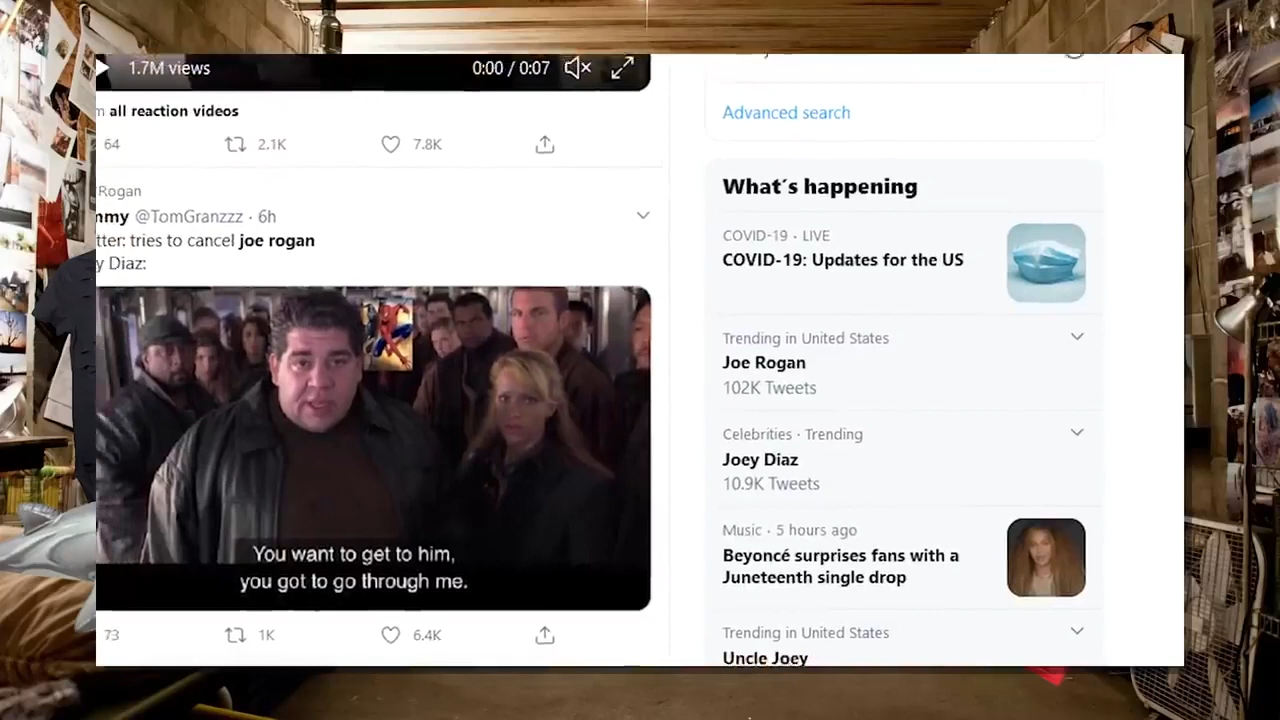 1.7M views
0:00 / 0:07
all reaction videos
64
2.1K
7.8K
Rogan
mmy @TomGranzzz · 6h
tter: tries to cancel joe rogan
y Diaz:
You want to get to him,
you got to go through me.
73
1K
6.4K
Advanced search
What's happening
COVID-19 · LIVE
COVID-19: Updates for the US
Trending in United States
Joe Rogan
102K Tweets
Celebrities · Trending
Joey Diaz
10.9K Tweets
Music · 5 hours ago
Beyoncé surprises fans with a
Juneteenth single drop
Trending in United States
Uncle Joey